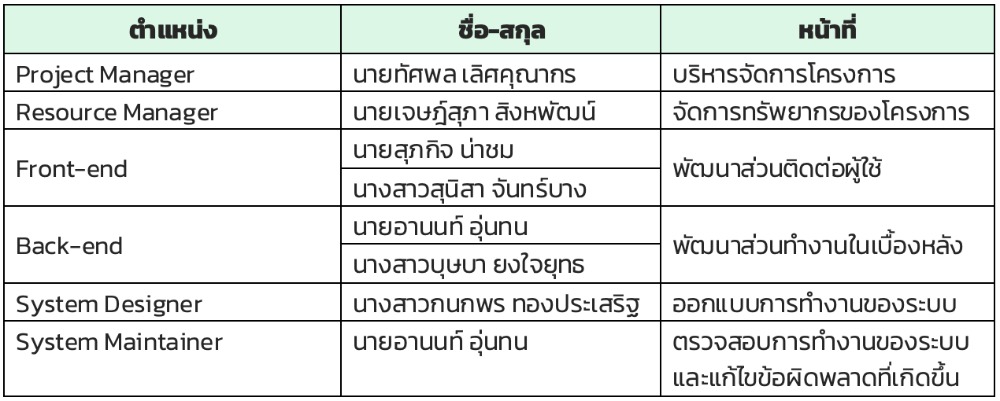 ตำแหน่ง ชื่อ-สกุล หน้าที่
Project Manager นายทัศพล เลิศคุณากร บริหารจัดการโครงการ
Resource Manager นายเจษฎ์สุภา สิงหพัฒน์ จัดการทรัพยากรของโครงการ
Front-end นายสุภกิจ น่าชม พัฒนาส่วนติดต่อผู้ใช้
นางสาวสุนิสา จันทร์บาง
Back-end นายอานนท์ อุ่นทน พัฒนาส่วนทำงานในเบื้องหลัง
นางสาวบุษบา ยงใจยุทธ
System Designer นางสาวกนกพร ทองประเสริฐ ออกแบบการทำงานของระบบ
System Maintainer นายอานนท์ อุ่นทน ตรวจสอบการทำงานของระบบ
และแก้ไขข้อผิดพลาดที่เกิดขึ้น